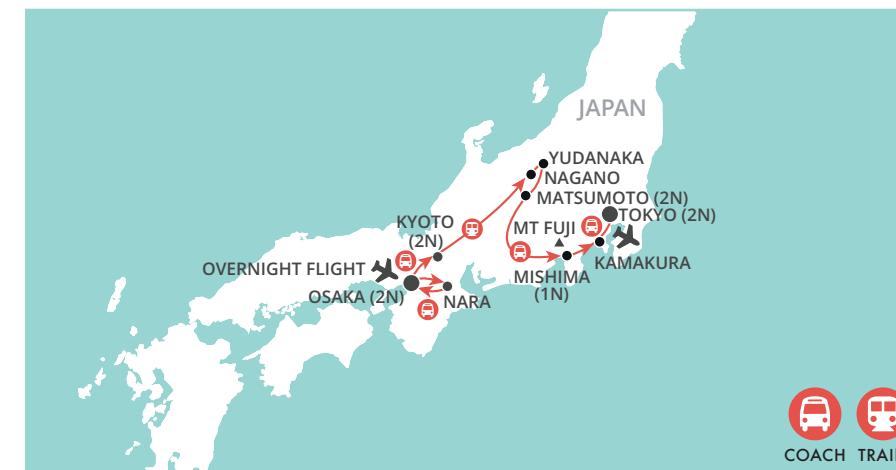 JAPAN
YUDANAKA
NAGANO
MATSUMOTO (2N)
TOKYO (2N)
KYOTO
(2N)
MT FUJI
OVERNIGHT FLIGHT
KAMAKURA
MISHIMA
(1N)
OSAKA (2N)
NARA
COACH
TRAI